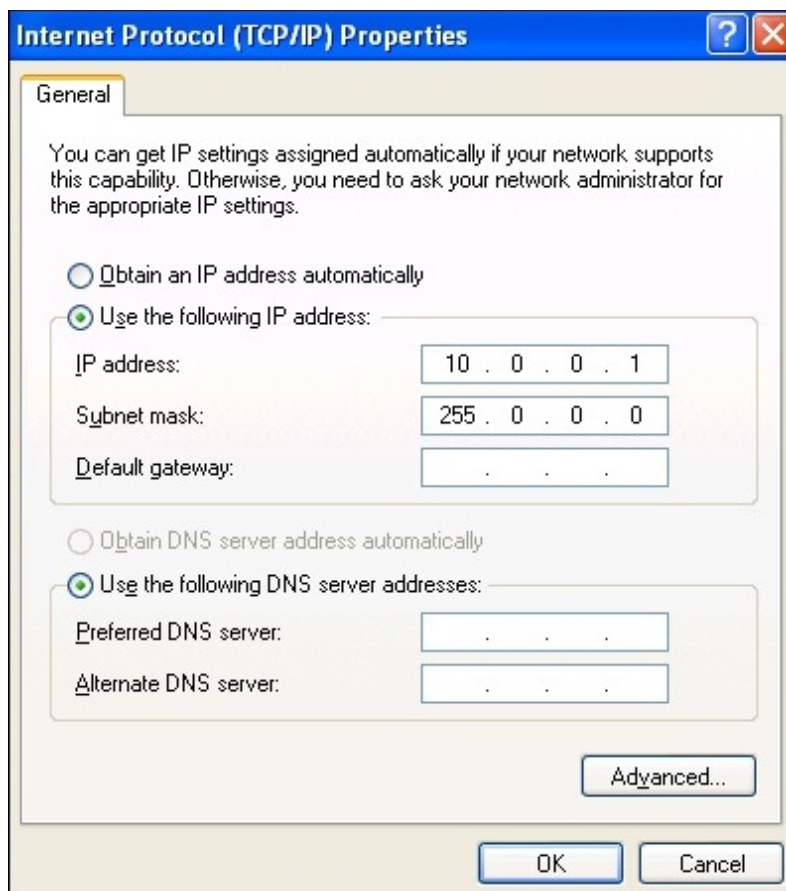 Internet Protocol (TCP/IP) Properties
General
You can get IP settings assigned automatically if your network supports
this capability. Otherwise, you need to ask your network administrator for
the appropriate IP settings.
Obtain an IP address automatically
Use the following IP address:
IP address: 10 . 0 . 0 . 1
Subnet mask: 255 . 0 . 0 . 0
Default gateway: . . .
Obtain DNS server address automatically
Use the following DNS server addresses:
Preferred DNS server: . . .
Alternate DNS server: . . .
Advanced...
OK Cancel